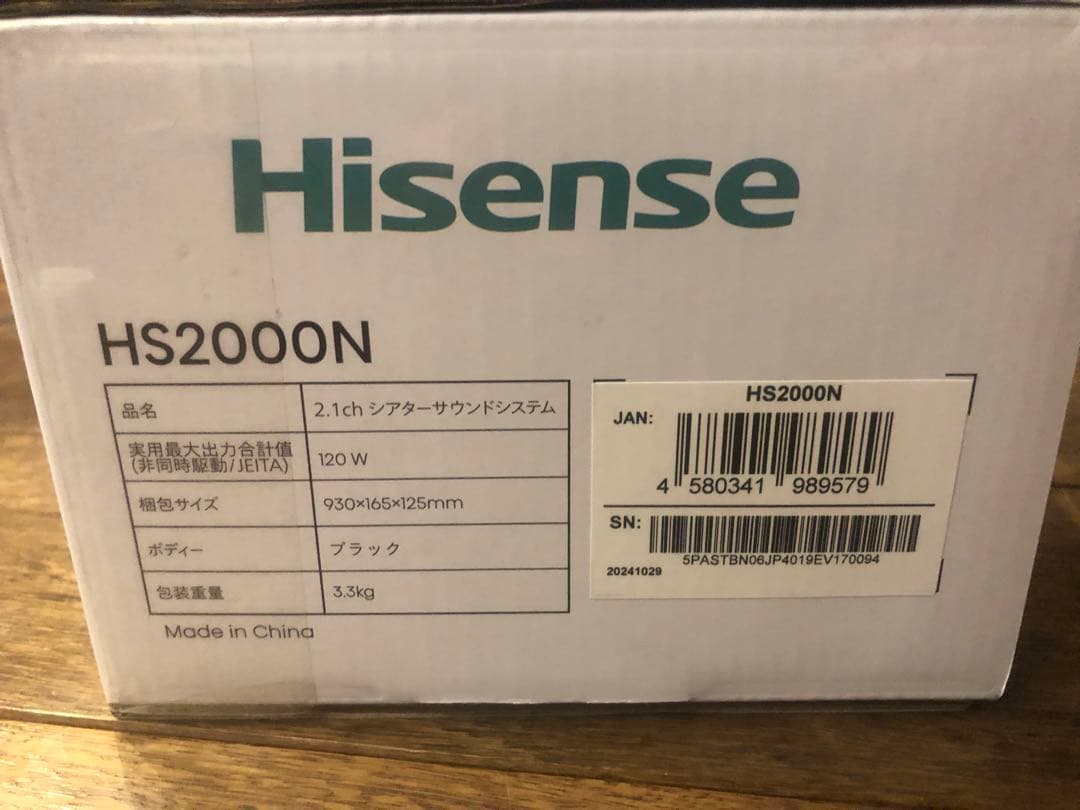 Hisense
HS2000N
品名 2.1ch シアターサウンドシステム
実用最大出力合計値
(非同時駆動/JEITA) 120 W
梱包サイズ 930×165×125mm
ボディー ブラック
包装重量 3.3kg
Made in China
HS2000N
JAN:
4 580341 989579
SN:
5PASTBN06JP4019EV170094
20241029